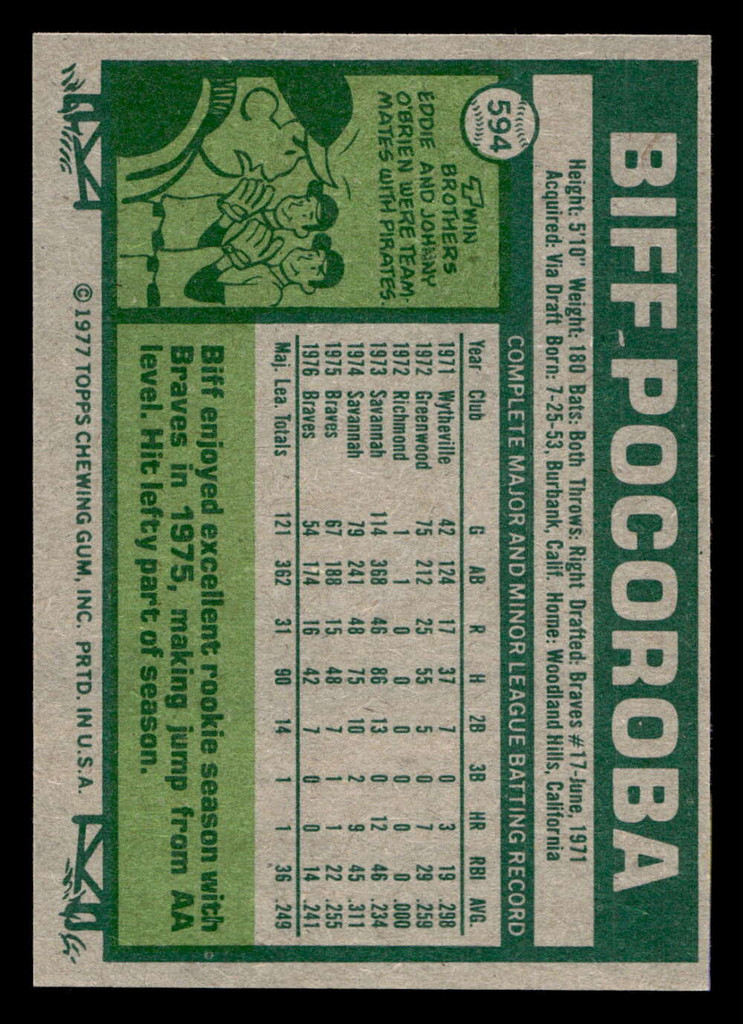 594
BIFF POCOROBA
Height: 5'10" Weight: 180 Bats: Both Throws: Right Drafted: Braves #17-June, 1971
Acquired: Via Draft Born: 7-25-53, Burbank, Calif. Home: Woodland Hills, California
TWIN
BROTHERS
EDDIE AND JOHNNY
O'BRIEN WERE TEAM-
MATES WITH PIRATES.
COMPLETE MAJOR AND MINOR LEAGUE BATTING RECORD
Year Club G AB R H 2B 3B HR RBI AVG.
1971 Wytheville 42 124 17 37 7 0 3 19 .298
1972 Greenwood 75 212 25 55 5 0 7 29 .259
1972 Richmond 1 1 0 0 0 0 0 0 .000
1973 Savannah 114 368 46 86 13 0 12 46 .234
1974 Savannah 79 241 48 75 10 2 9 45 .311
1975 Braves 67 188 15 48 7 1 1 22 .255
1976 Braves 54 174 16 42 7 0 0 14 .241
Maj. Lea. Totals 121 362 31 90 14 1 1 36 .249
Biff enjoyed excellent rookie season with
Braves in 1975, making jump from AA
level. Hit lefty part of season.
© 1977 TOPPS CHEWING GUM, INC. PRTD. IN U.S.A.